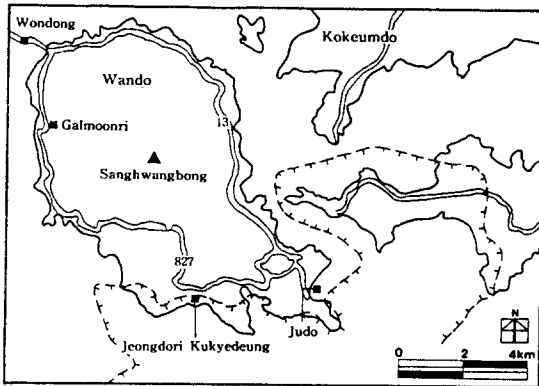 Wondong
Kokeumdo
Wando
13
Galmoonri
Sanghwangbong
827
Judo
Jeongdori Kukyedeung
N
0 2 4km